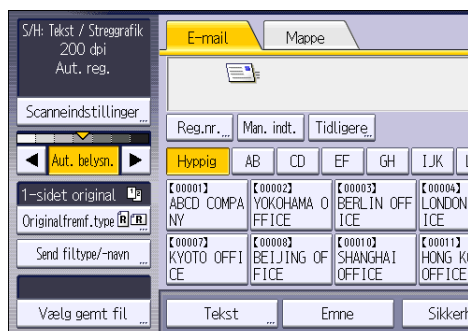 S/H: Tekst / Streggrafik
200 dpi
Aut. reg.
Scanneindstillinger
Aut. belysn.
1-sidet original
Originalfremf.type
Send filtype/-navn
Vælg gemt fil
E-mail
Mappe
Reg.nr.
Man. indt.
Tidligere
Hyppig
AB
CD
EF
GH
IJK
[00001]
ABCD COMPA
NY
[00002]
YOKOHAMA O
FFICE
[00003]
BERLIN OFF
ICE
[00004]
LONDON
ICE
[00007]
KYOTO OFFI
CE
[00008]
BEIJING OF
FICE
[00010]
SHANGHAI
OFFICE
[00011]
HONG K
OFFICE
Tekst
Emne
Sikker